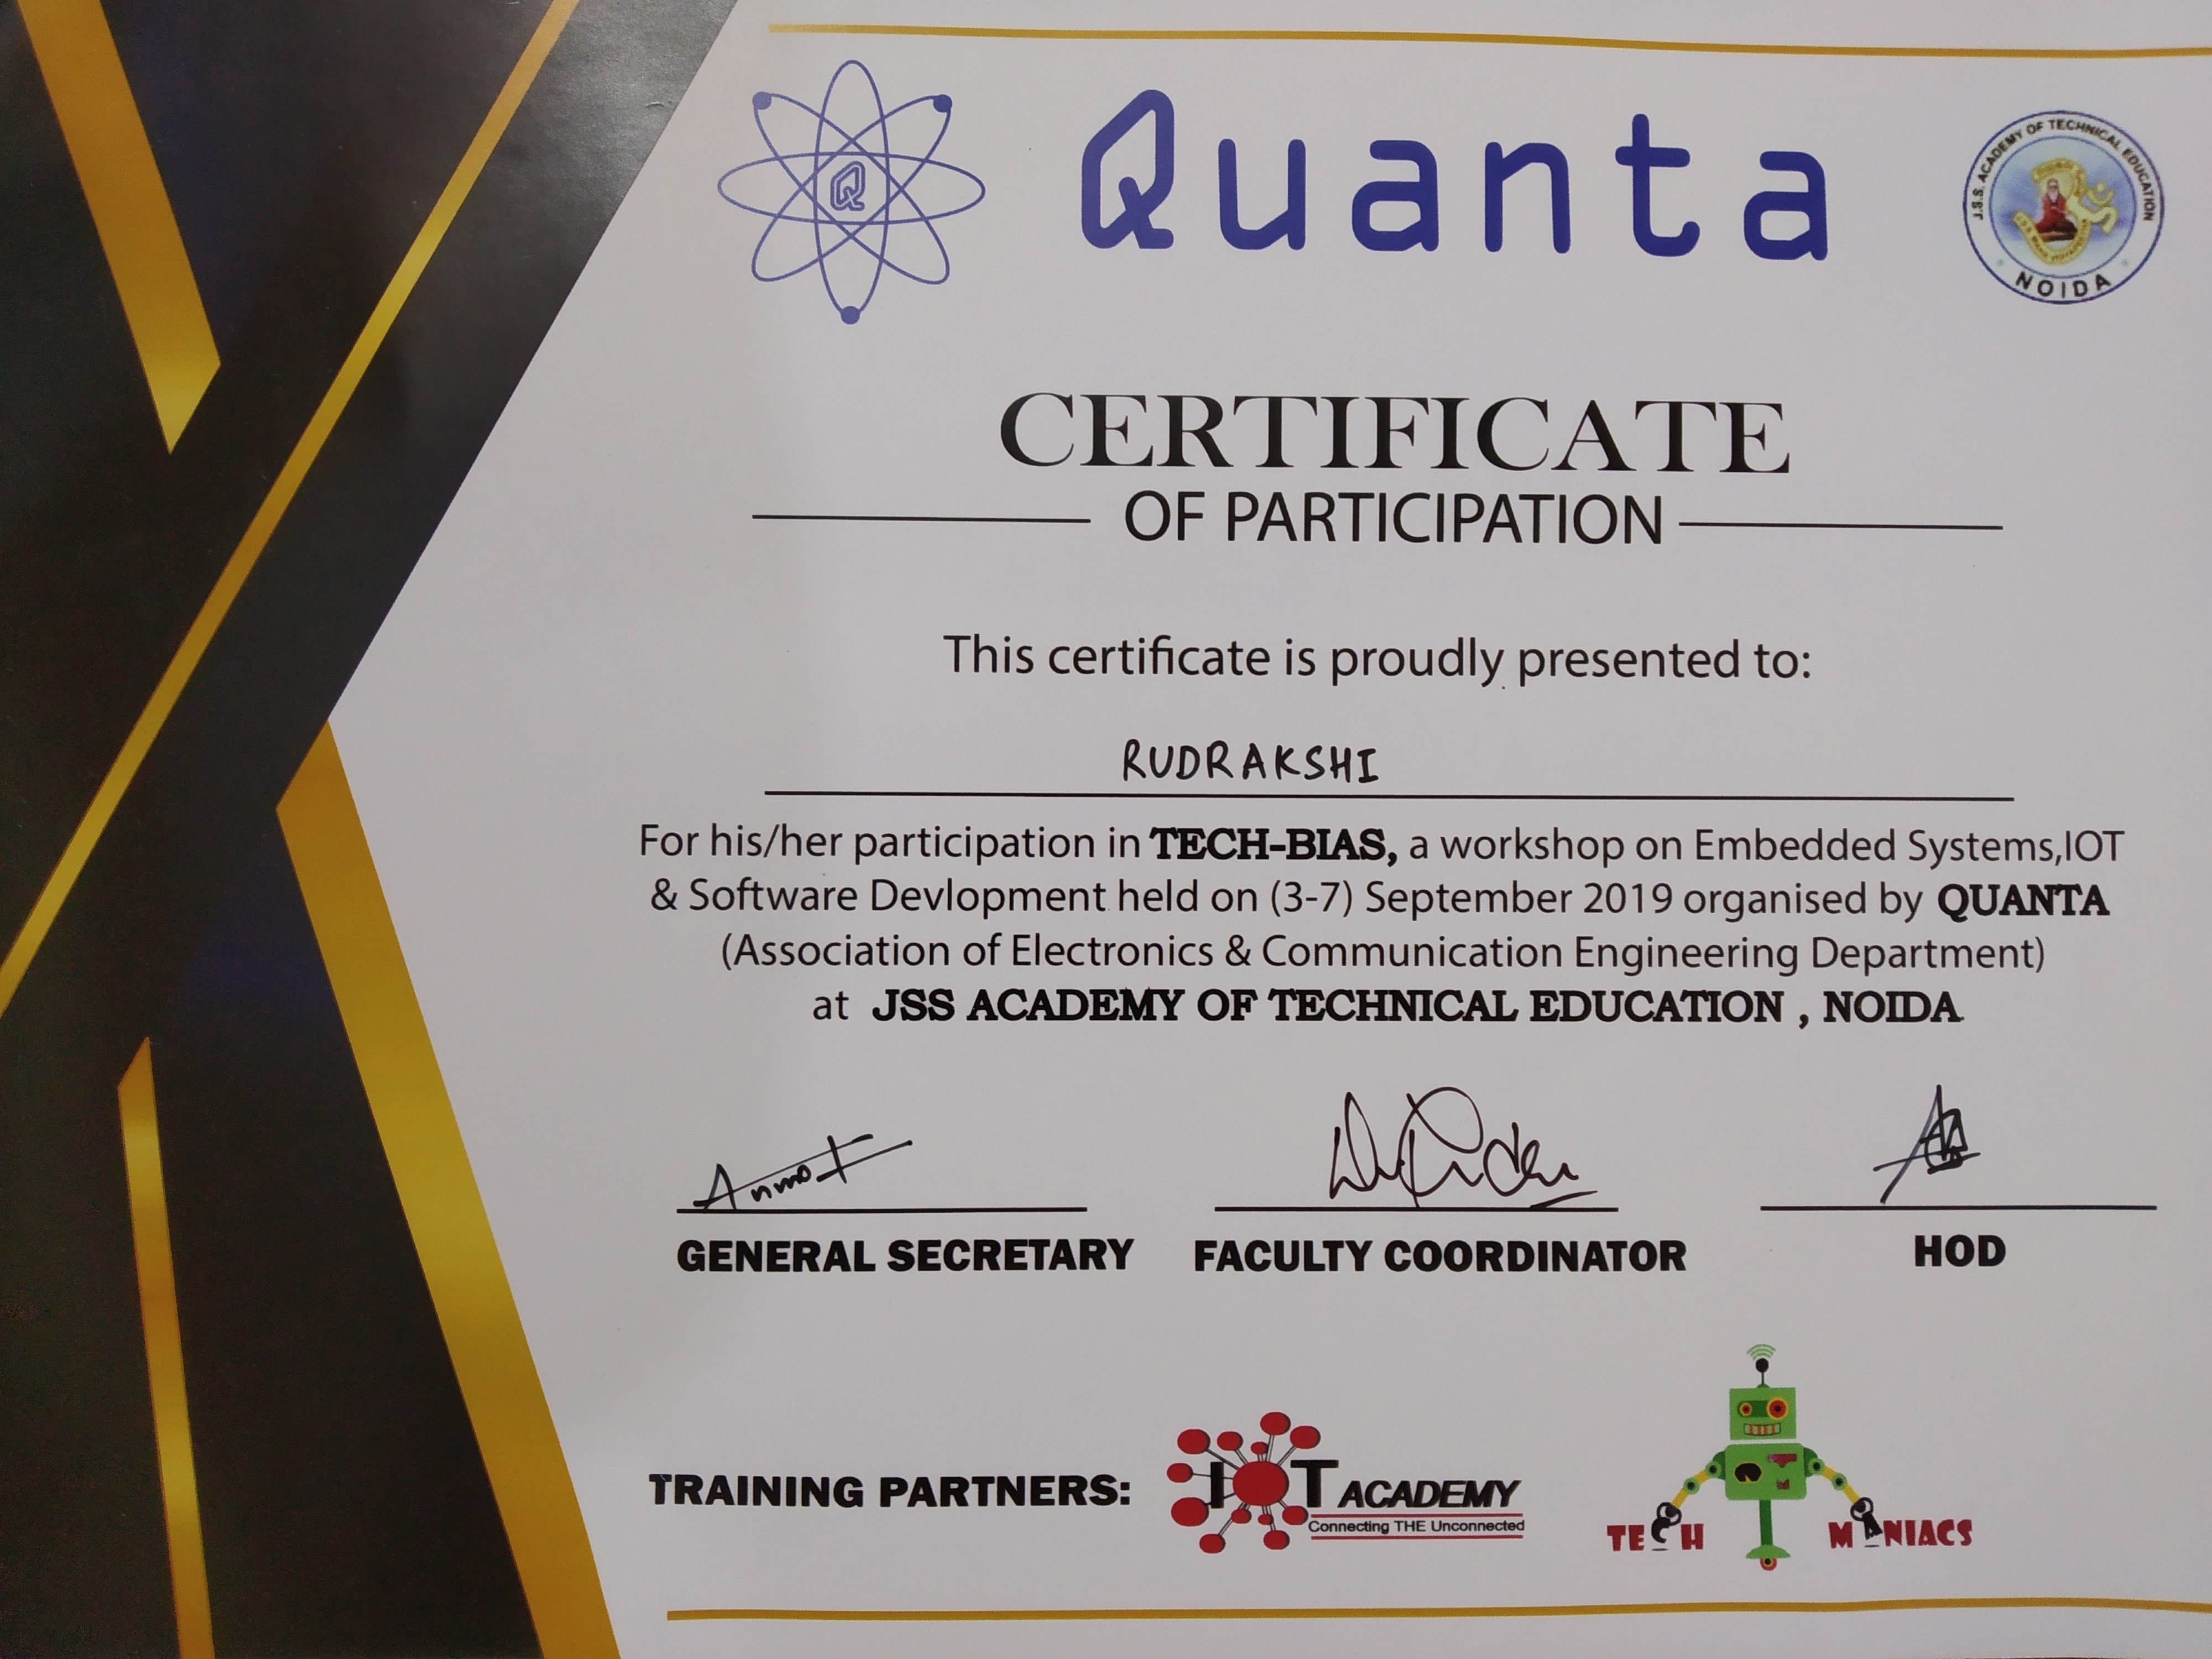 Q
Quanta
J.S.S. ACADEMY OF TECHNICAL EDUCATION
NOIDA
CERTIFICATE
OF PARTICIPATION
This certificate is proudly presented to:
RUDRAKSHI
For his/her participation in TECH-BIAS, a workshop on Embedded Systems,IOT
& Software Devlopment held on (3-7) September 2019 organised by QUANTA
(Association of Electronics & Communication Engineering Department)
at JSS ACADEMY OF TECHNICAL EDUCATION , NOIDA
GENERAL SECRETARY
FACULTY COORDINATOR
HOD
TRAINING PARTNERS:
IOT ACADEMY
Connecting THE Unconnected
TECH MANIACS